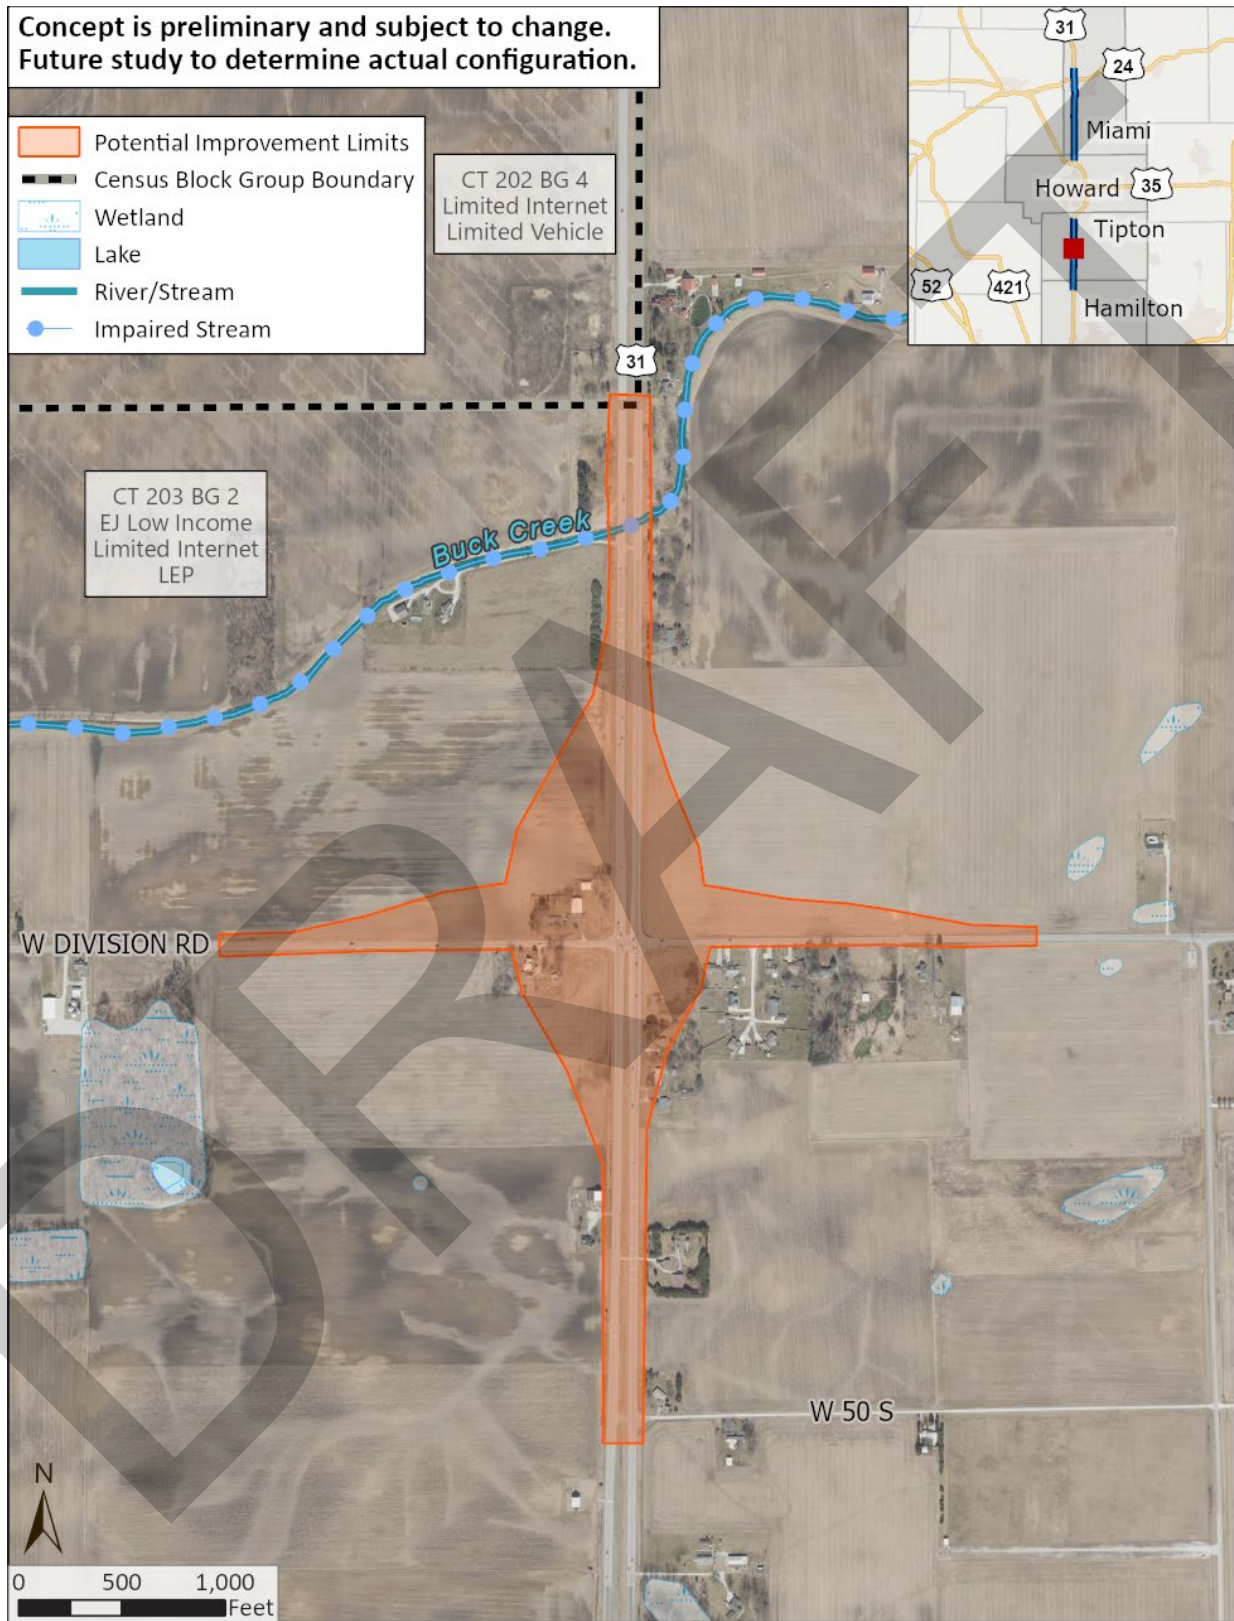 Concept is preliminary and subject to change.
Future study to determine actual configuration.
Potential Improvement Limits
Census Block Group Boundary
Wetland
Lake
River/Stream
Impaired Stream
CT 202 BG 4
Limited Internet
Limited Vehicle
31
24
Miami
Howard
35
Tipton
52
421
Hamilton
31
CT 203 BG 2
EJ Low Income
Limited Internet
LEP
Buck Creek
W DIVISION RD
W 50 S
N
0 500 1,000
Feet
DRAFT